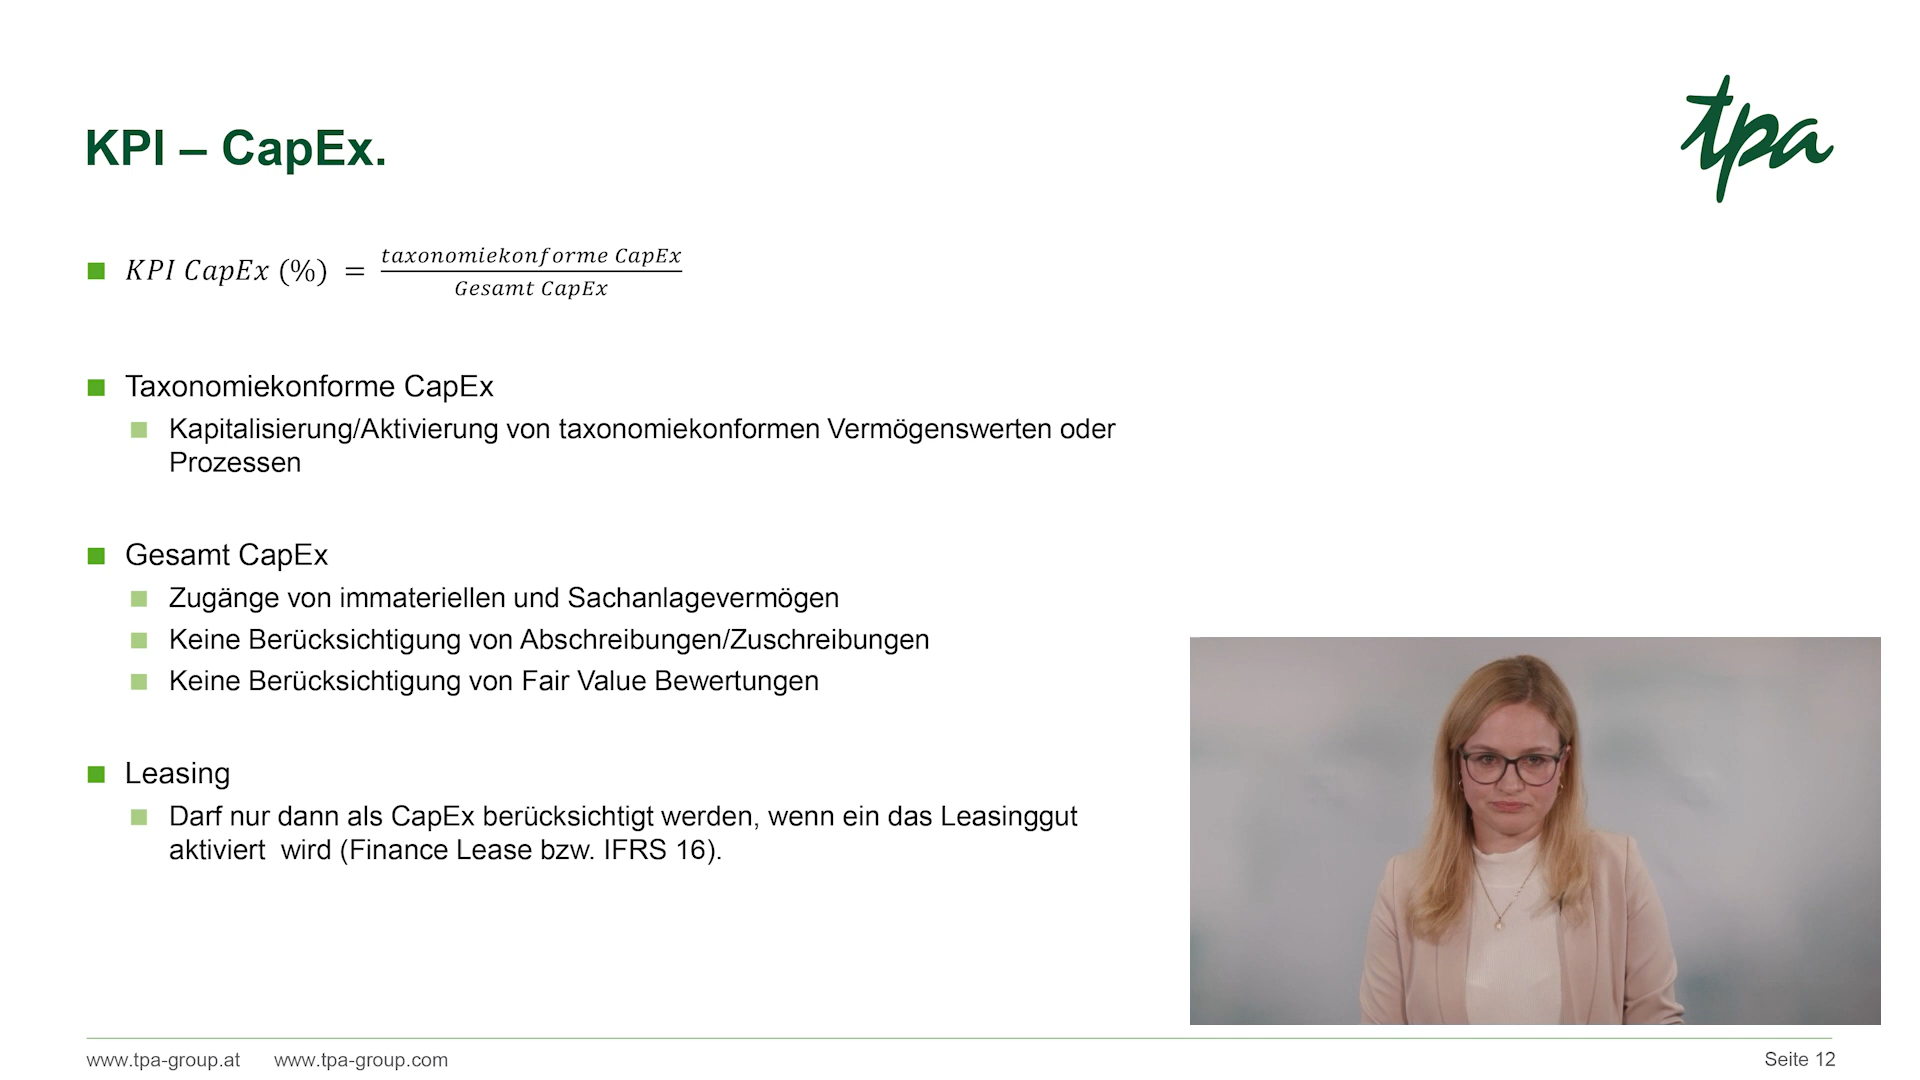 tpa
KPI – CapEx.
KPI CapEx (%) = taxonomiekonforme CapEx
Gesamt CapEx
Taxonomiekonforme CapEx
Kapitalisierung/Aktivierung von taxonomiekonformen Vermögenswerten oder
Prozessen
Gesamt CapEx
Zugänge von immateriellen und Sachanlagevermögen
Keine Berücksichtigung von Abschreibungen/Zuschreibungen
Keine Berücksichtigung von Fair Value Bewertungen
Leasing
Darf nur dann als CapEx berücksichtigt werden, wenn ein das Leasinggut
aktiviert  wird (Finance Lease bzw. IFRS 16).
www.tpa-group.at www.tpa-group.com Seite 12